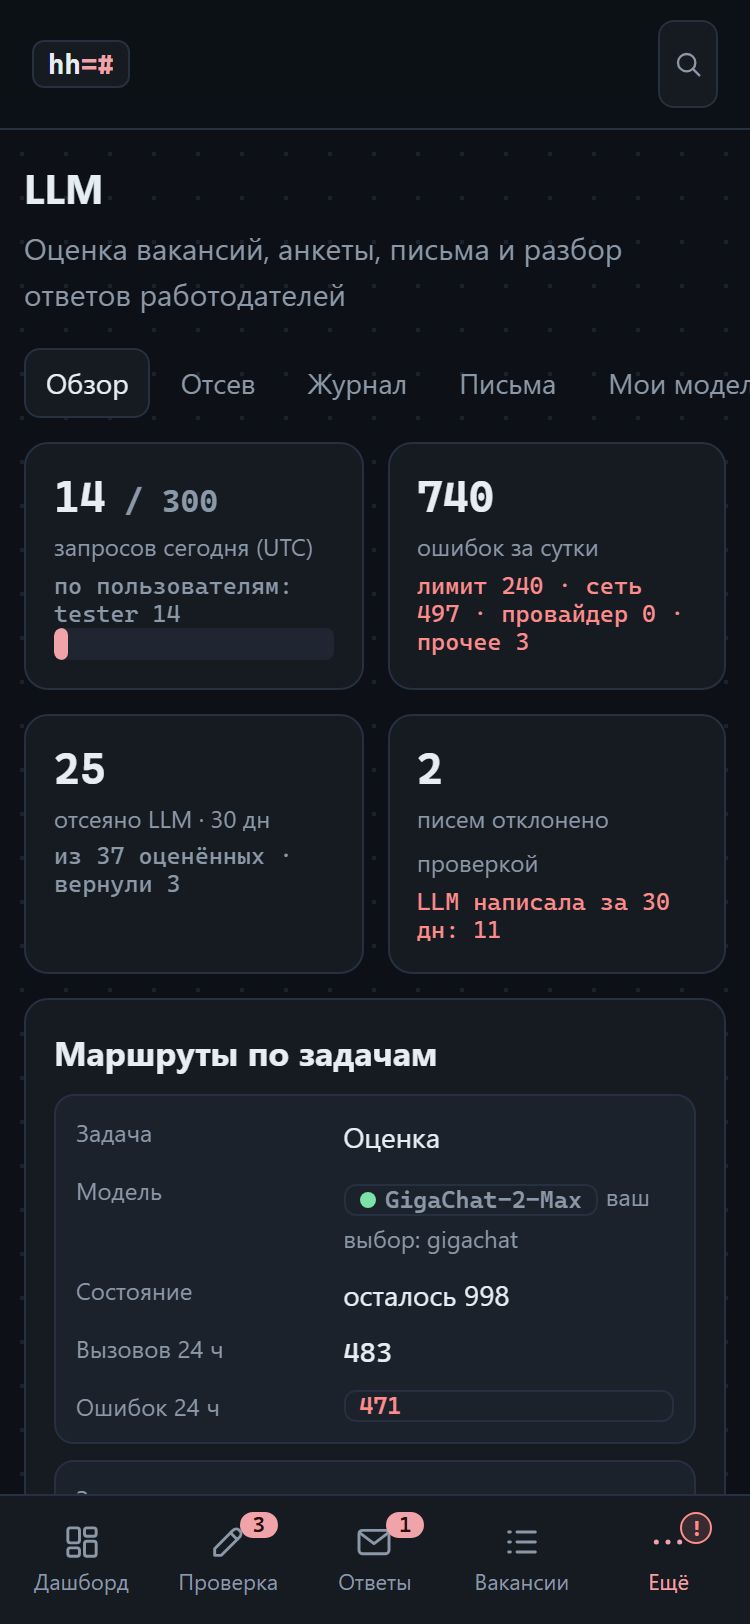 hh=#
LLM
Оценка вакансий, анкеты, письма и разбор
ответов работодателей
Обзор Отсев Журнал Письма Мои модел
14 / 300
запросов сегодня (UTC)
по пользователям:
tester 14
740
ошибок за сутки
лимит 240 · сеть
497 · провайдер 0 ·
прочее 3
25
отсеяно LLM · 30 дн
из 37 оценённых ·
вернули 3
2
писем отклонено
проверкой
LLM написала за 30
дн: 11
Маршруты по задачам
Задача Оценка
Модель GigaChat-2-Max ваш
выбор: gigachat
Состояние осталось 998
Вызовов 24 ч 483
Ошибок 24 ч 471
3 1 !
Дашборд Проверка Ответы Вакансии Ещё